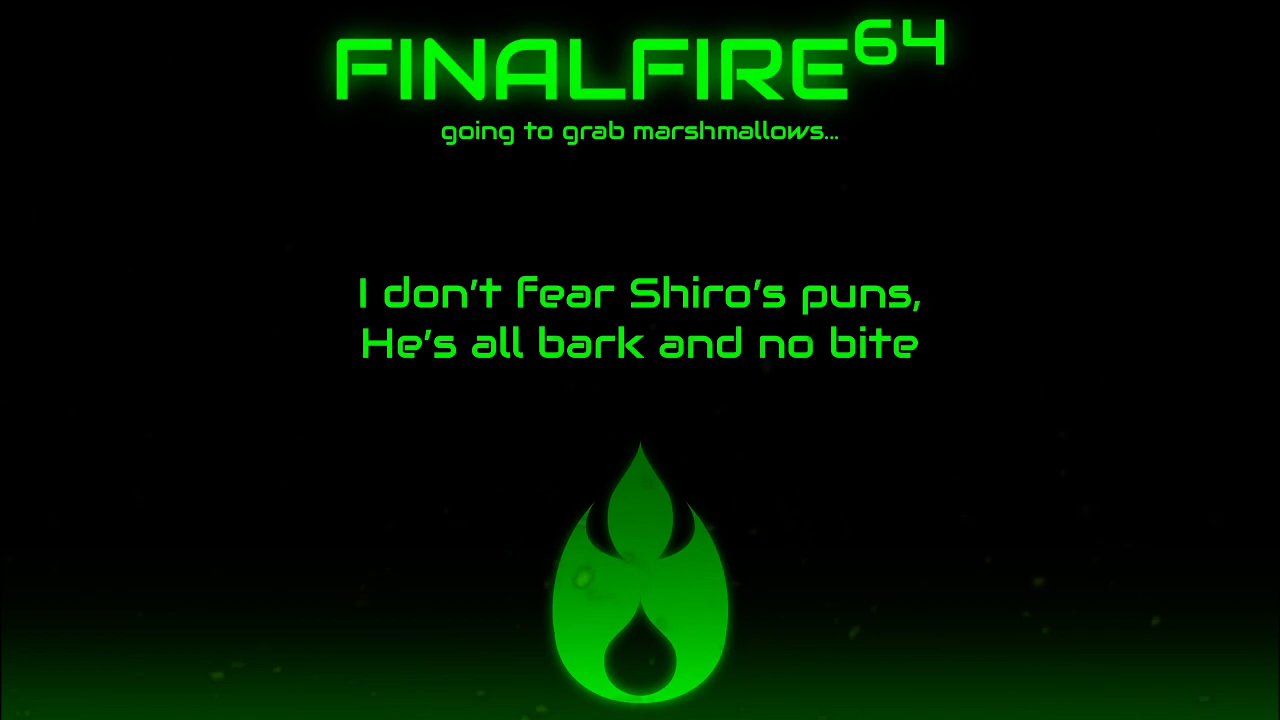 FINALFIRE64
going to grab marshmallows...
I don't fear Shiro's puns,
He's all bark and no bite